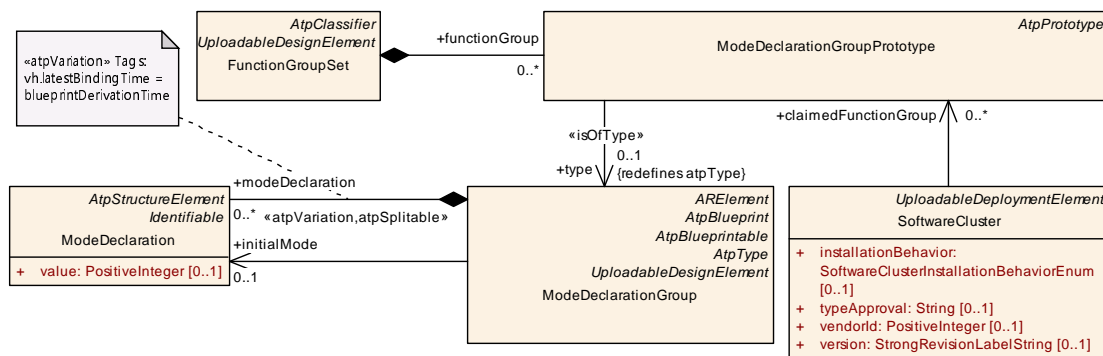 AtpClassifier
UploadableDesignElement
FunctionGroupSet
+functionGroup
0..*
AtpPrototype
ModeDeclarationGroupPrototype
«atpVariation» Tags:
vh.latestBindingTime =
blueprintDerivationTime
«isOfType»
+type
0..1
{redefines atpType}
+claimedFunctionGroup
0..*
AtpStructureElement
Identifiable
ModeDeclaration
+ value: PositiveInteger [0..1]
+modeDeclaration
0..*
«atpVariation,atpSplitable»
+initialMode
0..1
ARElement
AtpBlueprint
AtpBlueprintable
AtpType
UploadableDesignElement
ModeDeclarationGroup
UploadableDeploymentElement
SoftwareCluster
+ installationBehavior:
SoftwareClusterInstallationBehaviorEnum
[0..1]
+ typeApproval: String [0..1]
+ vendorId: PositiveInteger [0..1]
+ version: StrongRevisionLabelString [0..1]